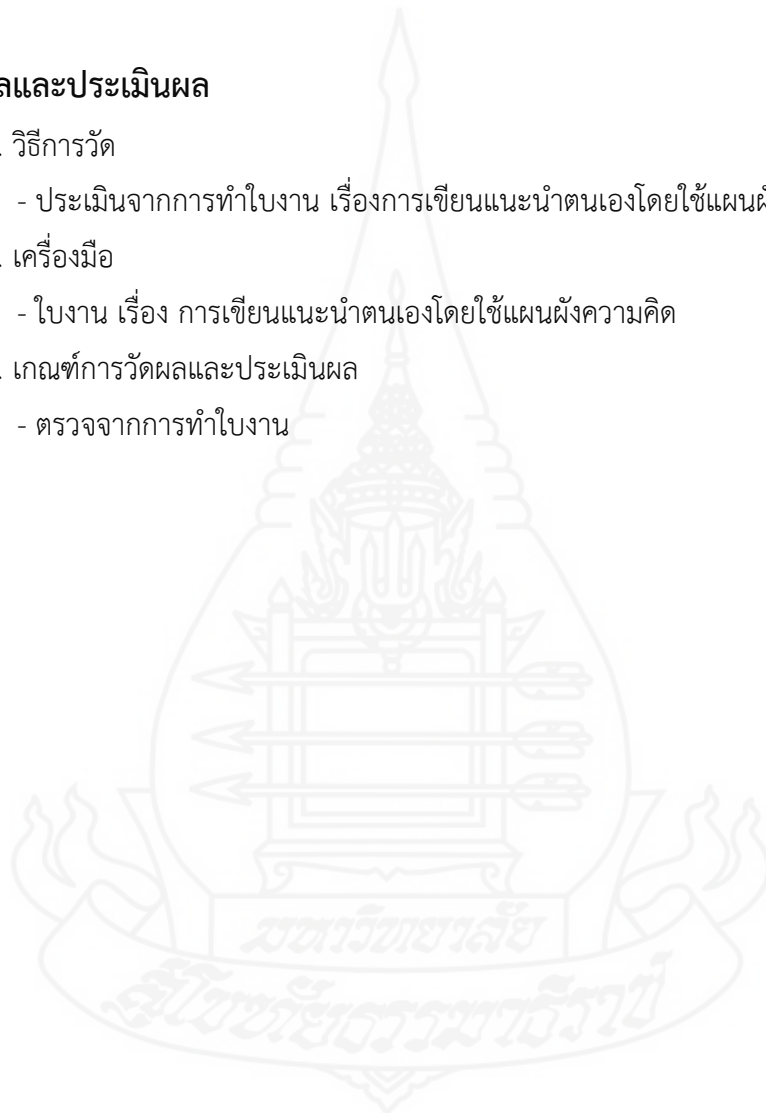 ลและประเมินผล
. วิธีการวัด
- ประเมินจากการทำใบงาน เรื่องการเขียนแนะนำตนเองโดยใช้แผนผั
. เครื่องมือ
- ใบงาน เรื่อง การเขียนแนะนำตนเองโดยใช้แผนผังความคิด
. เกณฑ์การวัดผลและประเมินผล
- ตรวจจากการทำใบงาน
มหาวิทยาลัย
สุโขทัยธรรมาธิราช